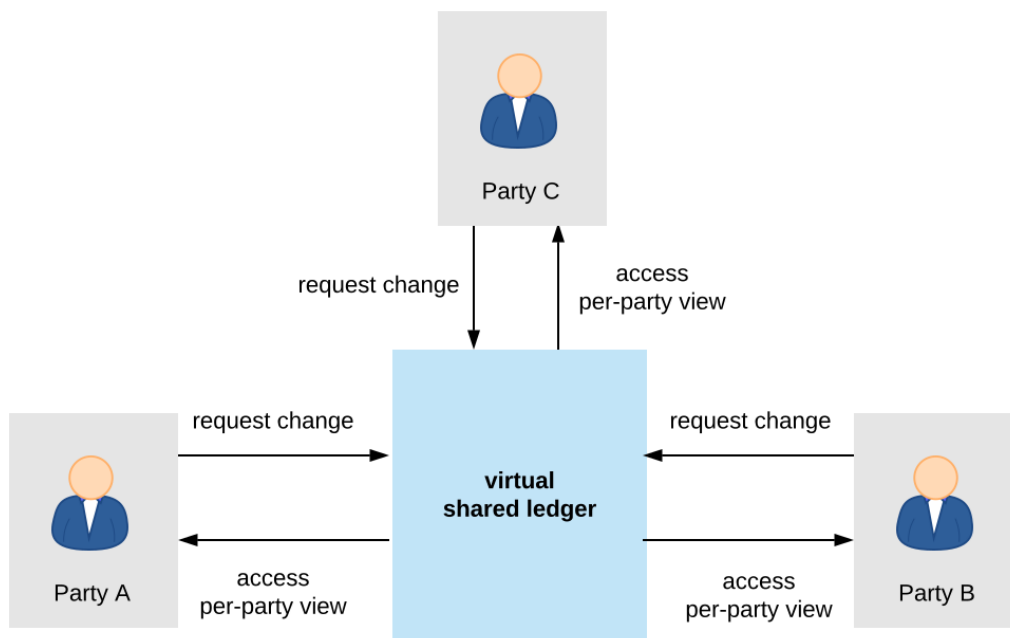 Party C
request change
access
per-party view
request change
request change
virtual
shared ledger
Party A
access
per-party view
access
per-party view
Party B